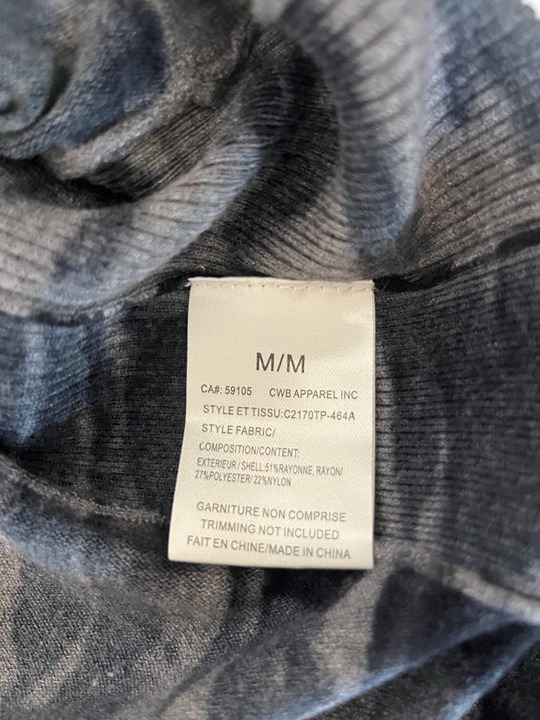 M/M
CA#: 59105 CWB APPAREL INC
STYLE ET TISSU:C2170TP-464A
STYLE FABRIC/
COMPOSITION/CONTENT:
EXTERIEUR/SHELL:51%RAYONNE, RAYON/
27%POLYESTER/22%NYLON
GARNITURE NON COMPRISE
TRIMMING NOT INCLUDED
FAIT EN CHINE/MADE IN CHINA